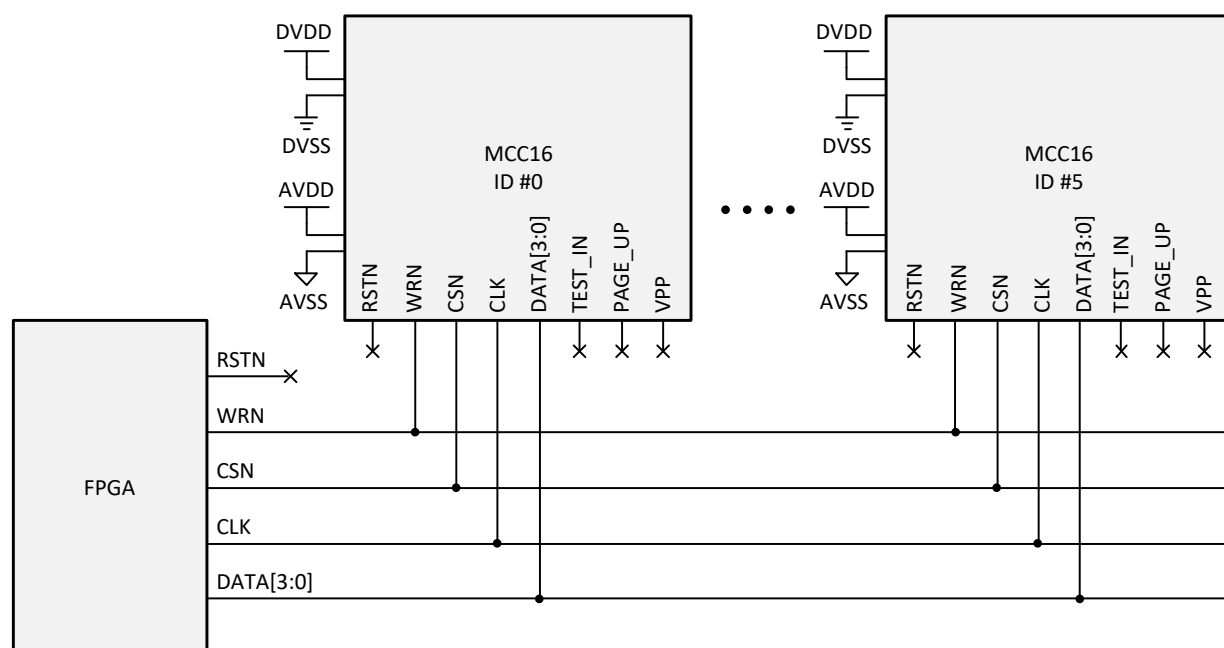 DVDD
DVSS
AVDD
AVSS
MCC16
ID #0
RSTN
WRN
CSN
CLK
DATA[3:0]
TEST_IN
PAGE_UP
VPP
DVDD
DVSS
AVDD
AVSS
MCC16
ID #5
RSTN
WRN
CSN
CLK
DATA[3:0]
TEST_IN
PAGE_UP
VPP
FPGA
RSTN
WRN
CSN
CLK
DATA[3:0]